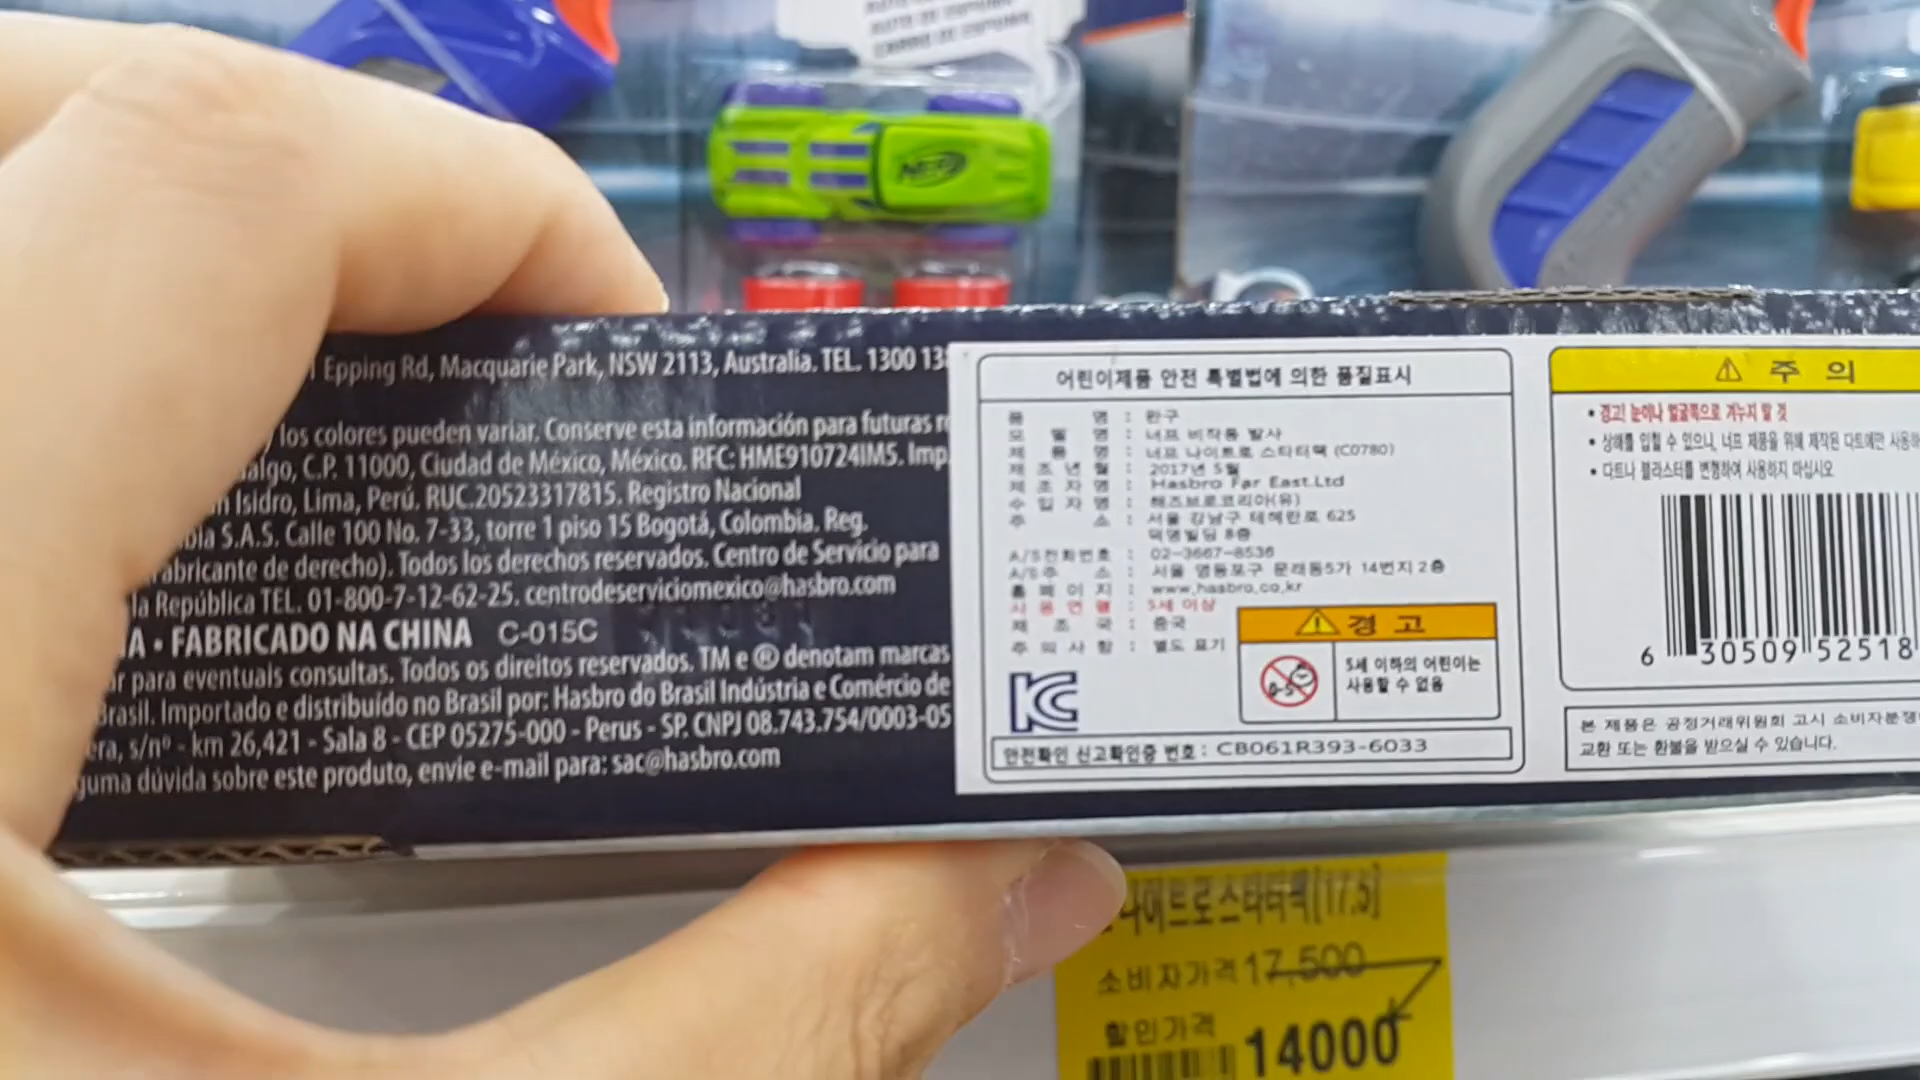 AUTO DE ESPUMA
CARRO DE ESPUMA
NERF
Epping Rd, Macquarie Park, NSW 2113, Australia. TEL. 1300
los colores pueden variar. Conserve esta información para futuras
C.P. 11000, Ciudad de México, México. RFC: HME910724IM5. Imp
Isidro, Lima, Perú. RUC.20523317815. Registro Nacional
S.A.S. Calle 100 No. 7-33, torre 1 piso 15 Bogotá, Colombia. Reg.
abricante de derecho). Todos los derechos reservados. Centro de Servicio para
la República TEL. 01-800-7-12-62-25. centrodeserviciomexico@hasbro.com
A • FABRICADO NA CHINA C-015C
para eventuais consultas. Todos os direitos reservados. TM e ® denotam marcas
Brasil. Importado e distribuído no Brasil por: Hasbro do Brasil Indústria e Comércio de
era, s/nº - km 26,421 - Sala 8 - CEP 05275-000 - Perus - SP. CNPJ 08.743.754/0003-05
guma dúvida sobre este produto, envie e-mail para: sac@hasbro.com
어린이제품 안전 특별법에 의한 품질표시
품 명 : 완구
모 델 명 : 너프 비작동 발사
제 품 명 : 너프 나이트로 스타터팩 (C0780)
제 조 년 월 : 2017년 5월
제 조 자 명 : Hasbro Far East.Ltd
수 입 자 명 : 해즈브로코리아(유)
주 소 : 서울 강남구 테헤란로 625
덕명빌딩 8층
A/S전화번호 : 02-3667-8536
A/S주 소 : 서울 영등포구 문래동5가 14번지 2층
홈 페 이 지 : www.hasbro.co.kr
사 용 연 령 : 5세 이상
제 조 국 : 중국
주 의 사 항 : 별도 표기
경 고
0-5
5세 이하의 어린이는
사용할 수 없음
KC
안전확인 신고확인증 번호 : CB061R393-6033
주 의
• 경고! 눈이나 얼굴쪽으로 겨누지 말 것
• 상해를 입힐 수 있으니, 너프 제품을 위해 제작된 다트에만 사용하
• 다트나 블라스터를 변형하여 사용하지 마십시오
6 30509 52518
본 제품은 공정거래위원회 고시 소비자분쟁
교환 또는 환불을 받으실 수 있습니다.
나이트로스타터팩[17.5]
소비자가격 17,500
할인가격
14000